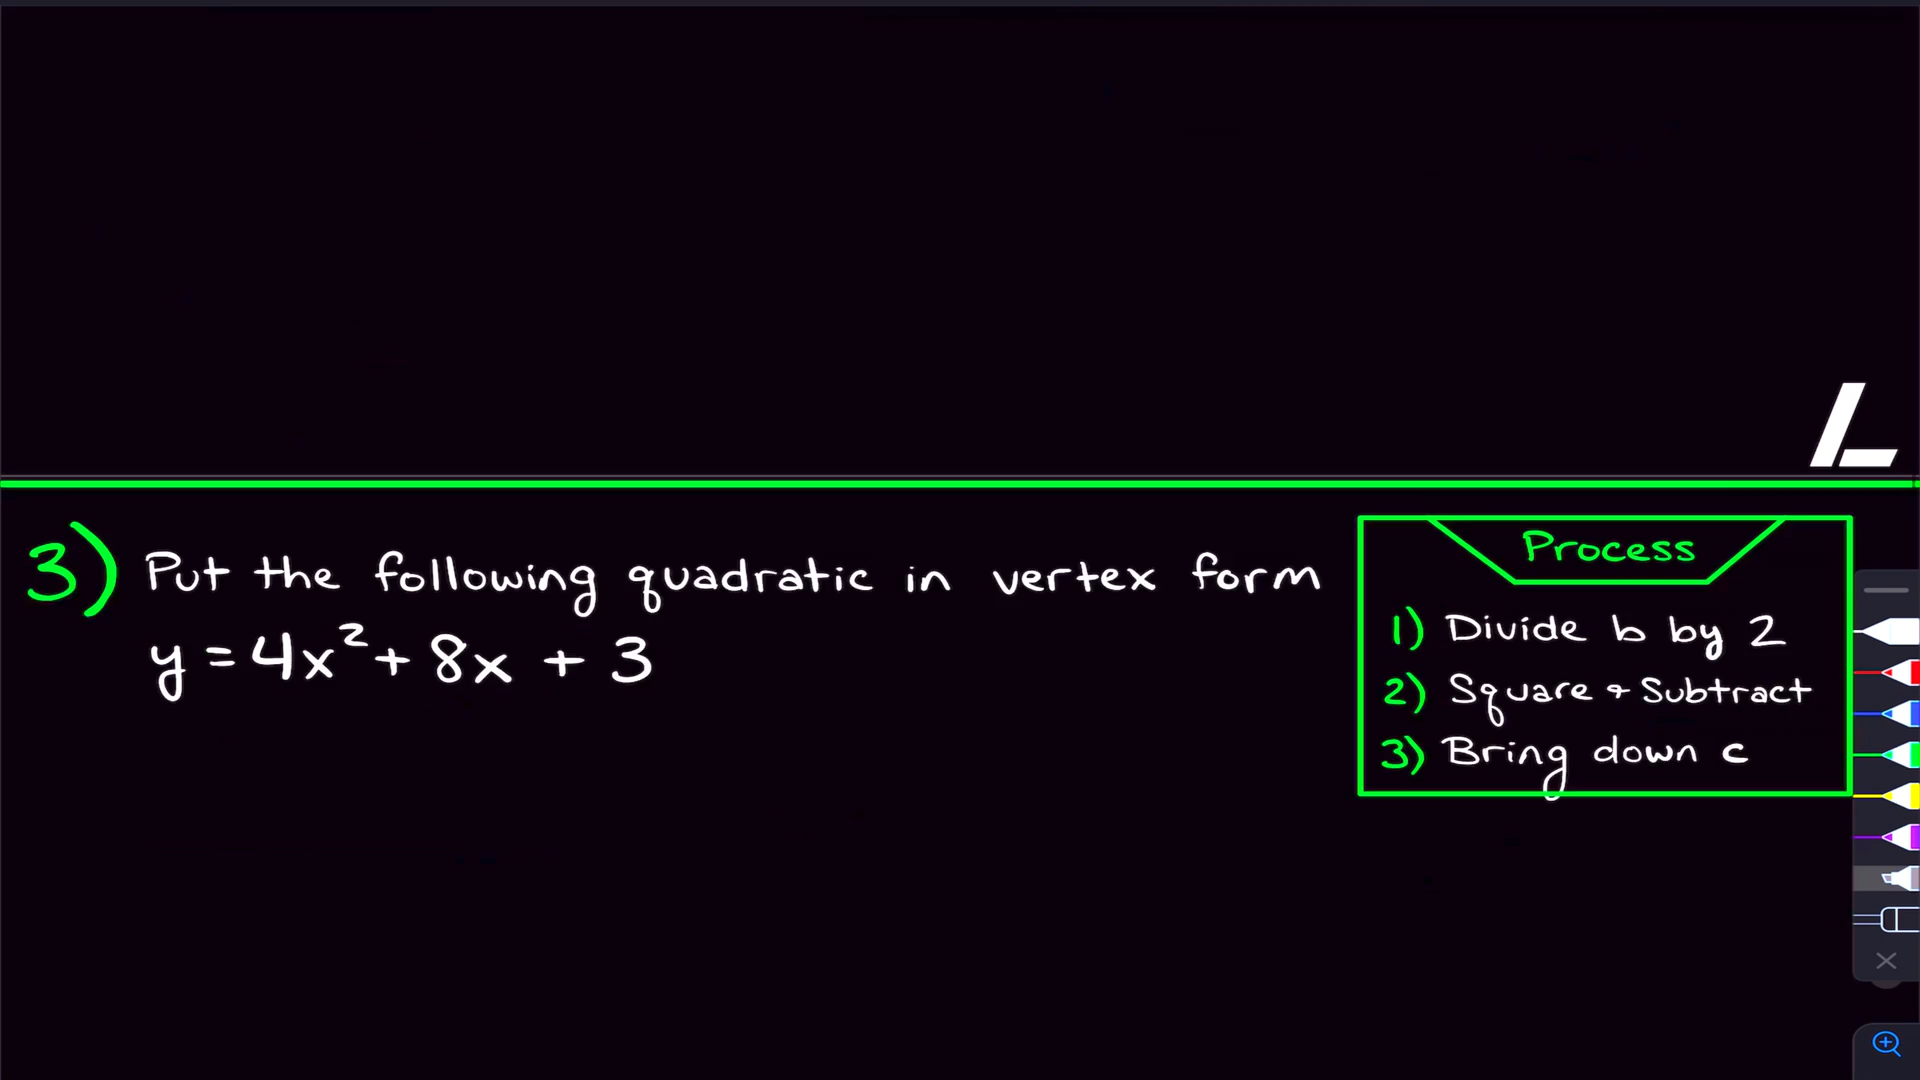 3) Put the following quadratic in vertex form
y = 4x² + 8x + 3
Process
1) Divide b by 2
2) Square & Subtract
3) Bring down c